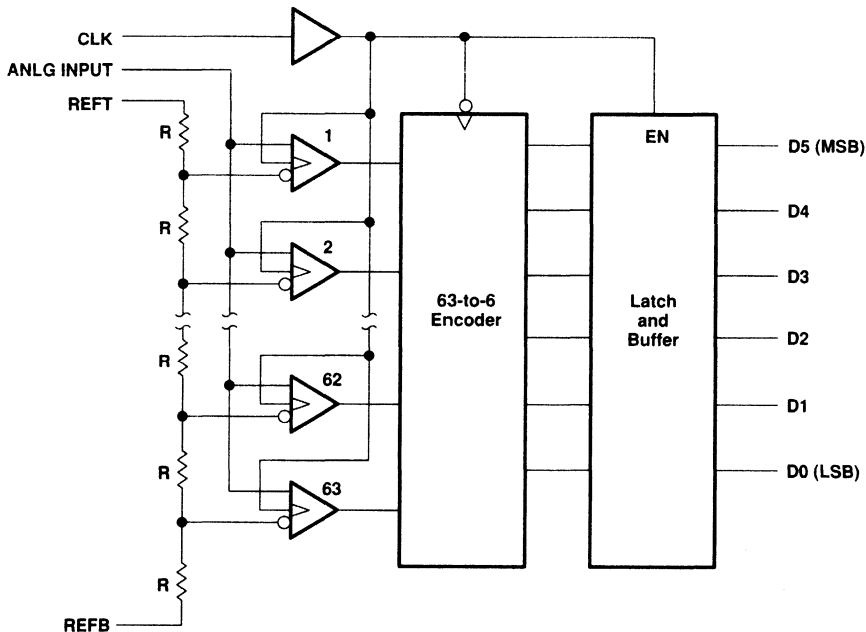 CLK
ANLG INPUT
REFT
R
1
EN
D5 (MSB)
R
2
D4
D3
63-to-6
Encoder
Latch
and
Buffer
D2
R
62
D1
R
63
D0 (LSB)
R
REFB